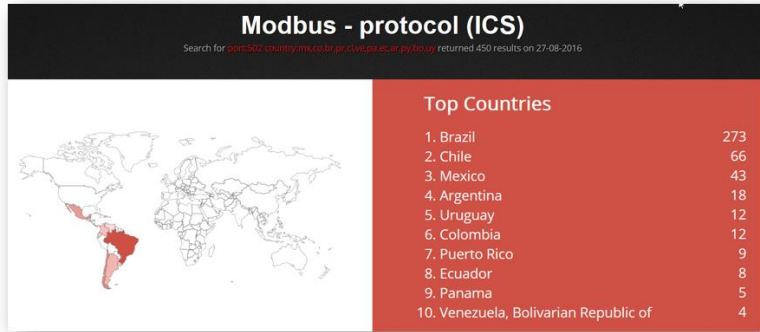 Modbus - protocol (ICS)
Search for port:502 country:mx,co,br,pr,cl,ve,pa,ec,ar,py,bo,uy returned 450 results on 27-08-2016
Top Countries
1. Brazil 273
2. Chile 66
3. Mexico 43
4. Argentina 18
5. Uruguay 12
6. Colombia 12
7. Puerto Rico 9
8. Ecuador 8
9. Panama 5
10. Venezuela, Bolivarian Republic of 4